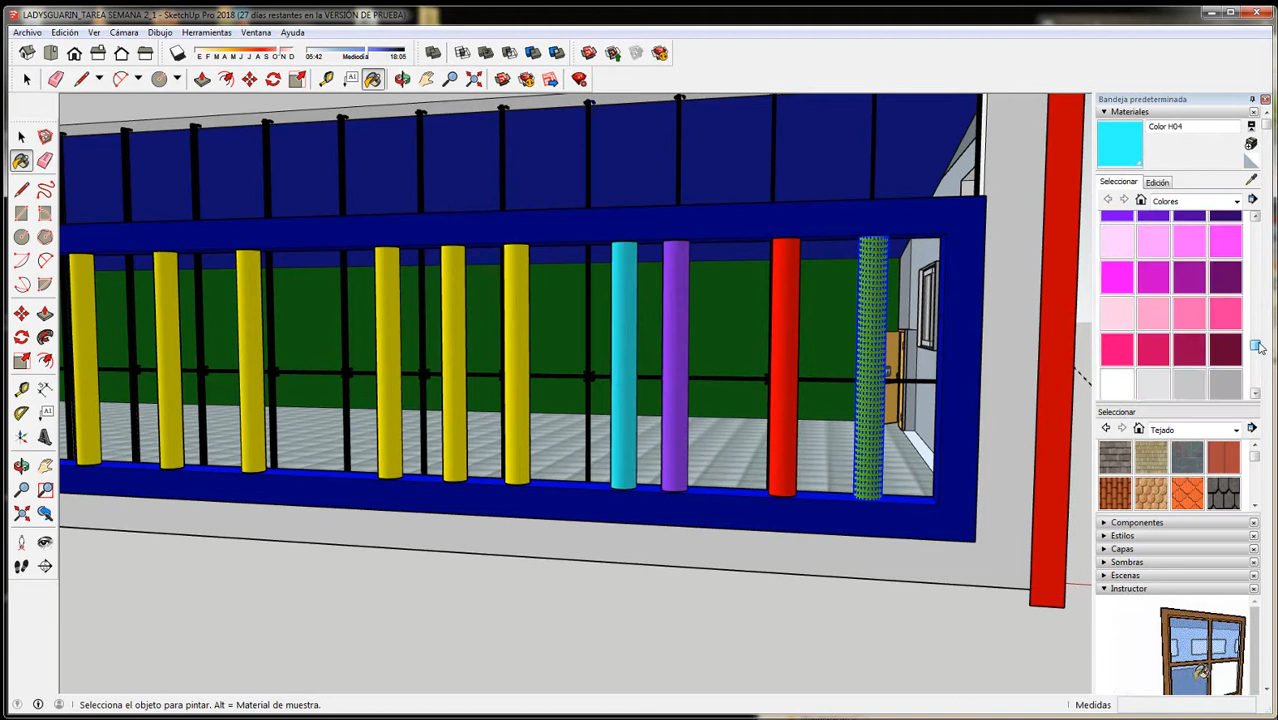 LADYSGUARIN_TAREA SEMANA 2_1 - SketchUp Pro 2018 (27 días restantes en la VERSIÓN DE PRUEBA)
Archivo Edición Ver Cámara Dibujo Herramientas Ventana Ayuda
E F M A M J J A S O N D 05:42 Mediodía 18:05
A1
Bandeja predeterminada
Materiales
Color H04
Seleccionar Edición
Colores
A1
Seleccionar
Tejado
Componentes
Estilos
Capas
Sombras
Escenas
Instructor
Selecciona el objeto para pintar. Alt = Material de muestra.
Medidas